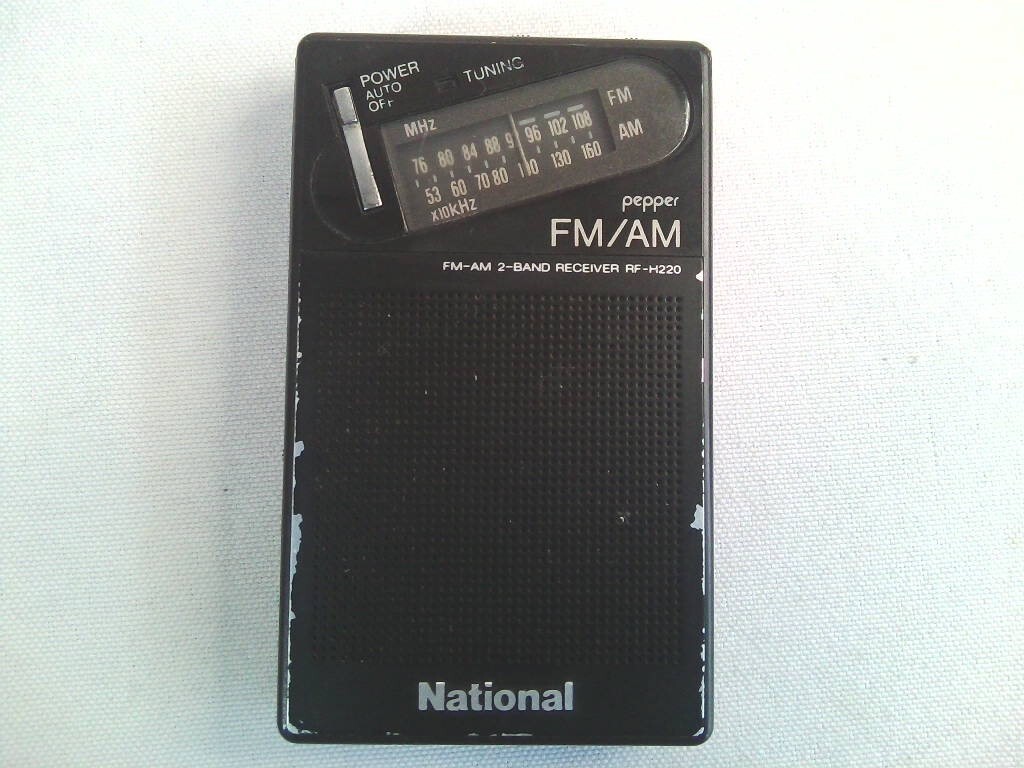 POWER
AUTO
OFF
TUNING
MHz
FM
76 80 84 88 96 102 108
53 60 70 80 130 160
AM
x10kHz
pepper
FM/AM
FM-AM 2-BAND RECEIVER RF-H220
National